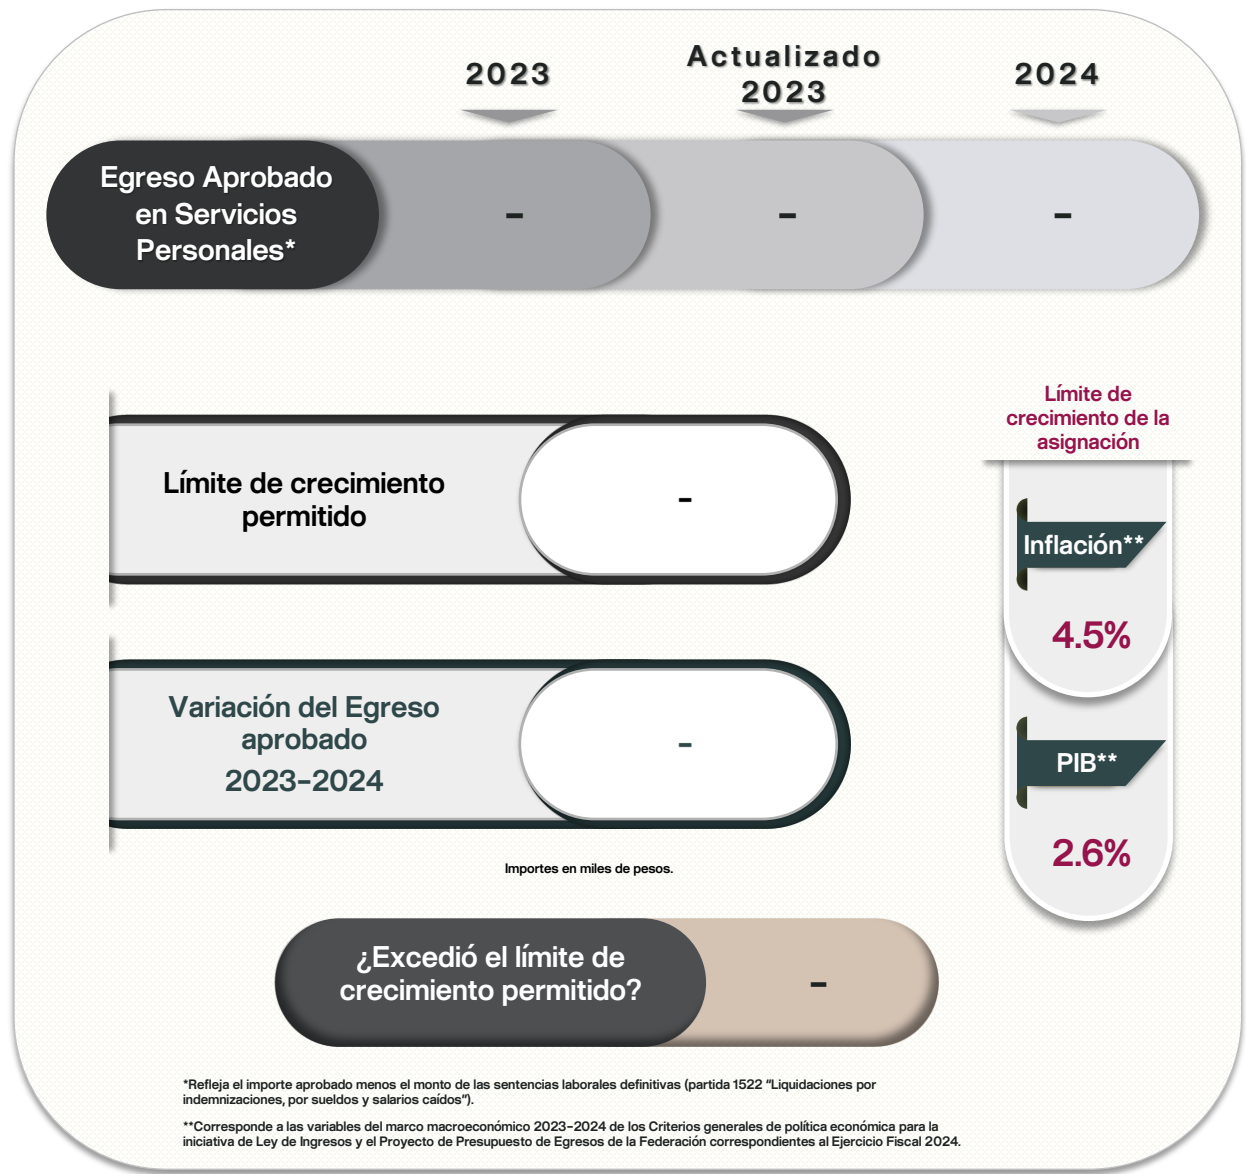 2023
Actualizado
2023
2024
Egreso Aprobado
en Servicios
Personales*
-
-
-
Límite de crecimiento
permitido
-
Límite de
crecimiento de la
asignación
Inflación**
4.5%
Variación del Egreso
aprobado
2023-2024
-
PIB**
2.6%
Importes en miles de pesos.
¿Excedió el límite de
crecimiento permitido?
-
*Refleja el importe aprobado menos el monto de las sentencias laborales definitivas (partida 1522 "Liquidaciones por
indemnizaciones, por sueldos y salarios caídos").
**Corresponde a las variables del marco macroeconómico 2023-2024 de los Criterios generales de política económica para la
iniciativa de Ley de Ingresos y el Proyecto de Presupuesto de Egresos de la Federación correspondientes al Ejercicio Fiscal 2024.